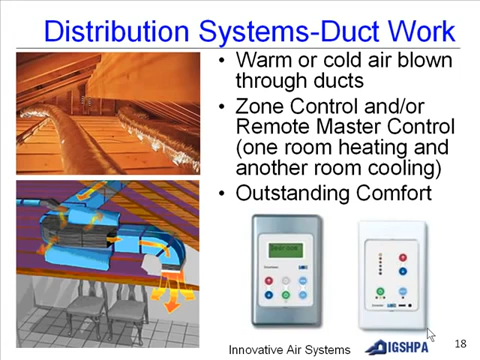 Distribution Systems-Duct Work
• Warm or cold air blown
through ducts
• Zone Control and/or
Remote Master Control
(one room heating and
another room cooling)
• Outstanding Comfort
Innovative Air Systems
IGSHPA
18